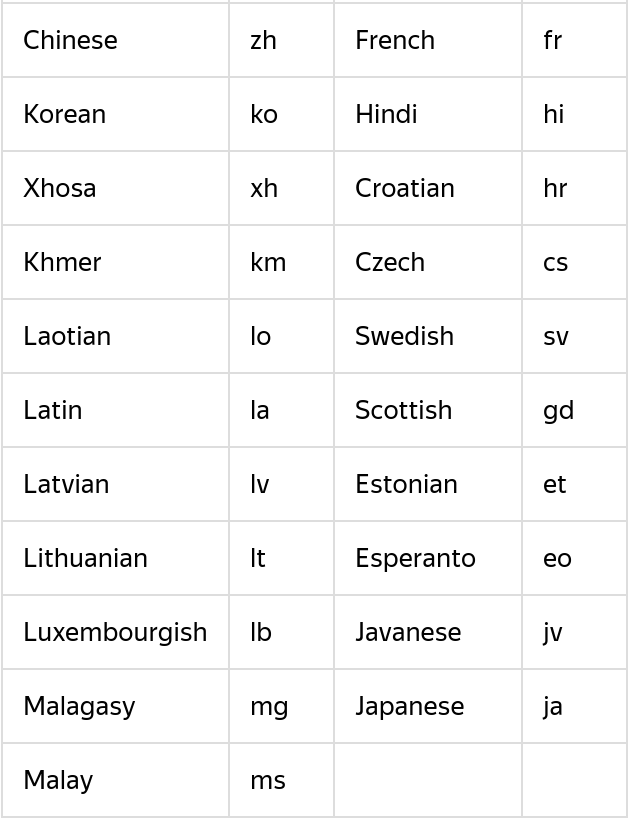 Chinese zh French fr
Korean ko Hindi hi
Xhosa xh Croatian hr
Khmer km Czech cs
Laotian lo Swedish sv
Latin la Scottish gd
Latvian lv Estonian et
Lithuanian lt Esperanto eo
Luxembourgish lb Javanese jv
Malagasy mg Japanese ja
Malay ms